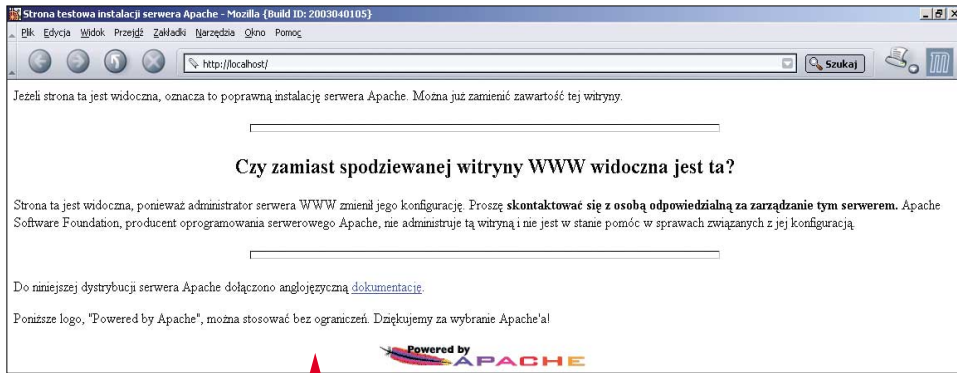 Strona testowa instalacji serwera Apache - Mozilla {Build ID: 2003040105}
Plik Edycja Widok Przejdź Zakładki Narzędzia Okno Pomoc
http://localhost/ Szukaj
Jeżeli strona ta jest widoczna, oznacza to poprawną instalację serwera Apache. Można już zamienić zawartość tej witryny.
Czy zamiast spodziewanej witryny WWW widoczna jest ta?
Strona ta jest widoczna, ponieważ administrator serwera WWW zmienił jego konfigurację. Proszę skontaktować się z osobą odpowiedzialną za zarządzanie tym serwerem. Apache
Software Foundation, producent oprogramowania serwerowego Apache, nie administruje tą witryną i nie jest w stanie pomóc w sprawach związanych z jej konfiguracją.
Do niniejszej dystrybucji serwera Apache dołączono anglojęzyczną dokumentację.
Poniższe logo, "Powered by Apache", można stosować bez ograniczeń. Dziękujemy za wybranie Apache'a!
Powered by
APACHE